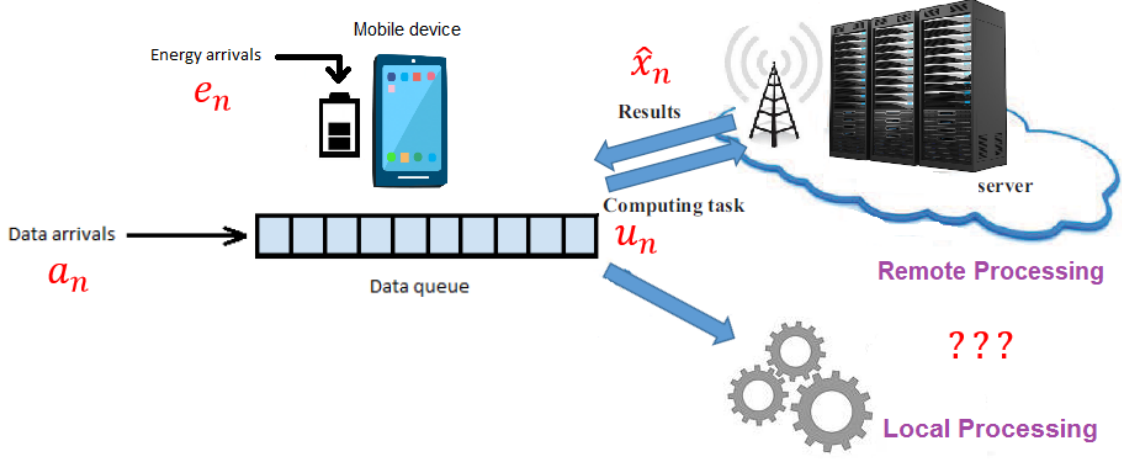 Mobile device
Energy arrivals
e_n
x̂_n
Results
server
Computing task
u_n
Data arrivals
a_n
Data queue
Remote Processing
???
Local Processing